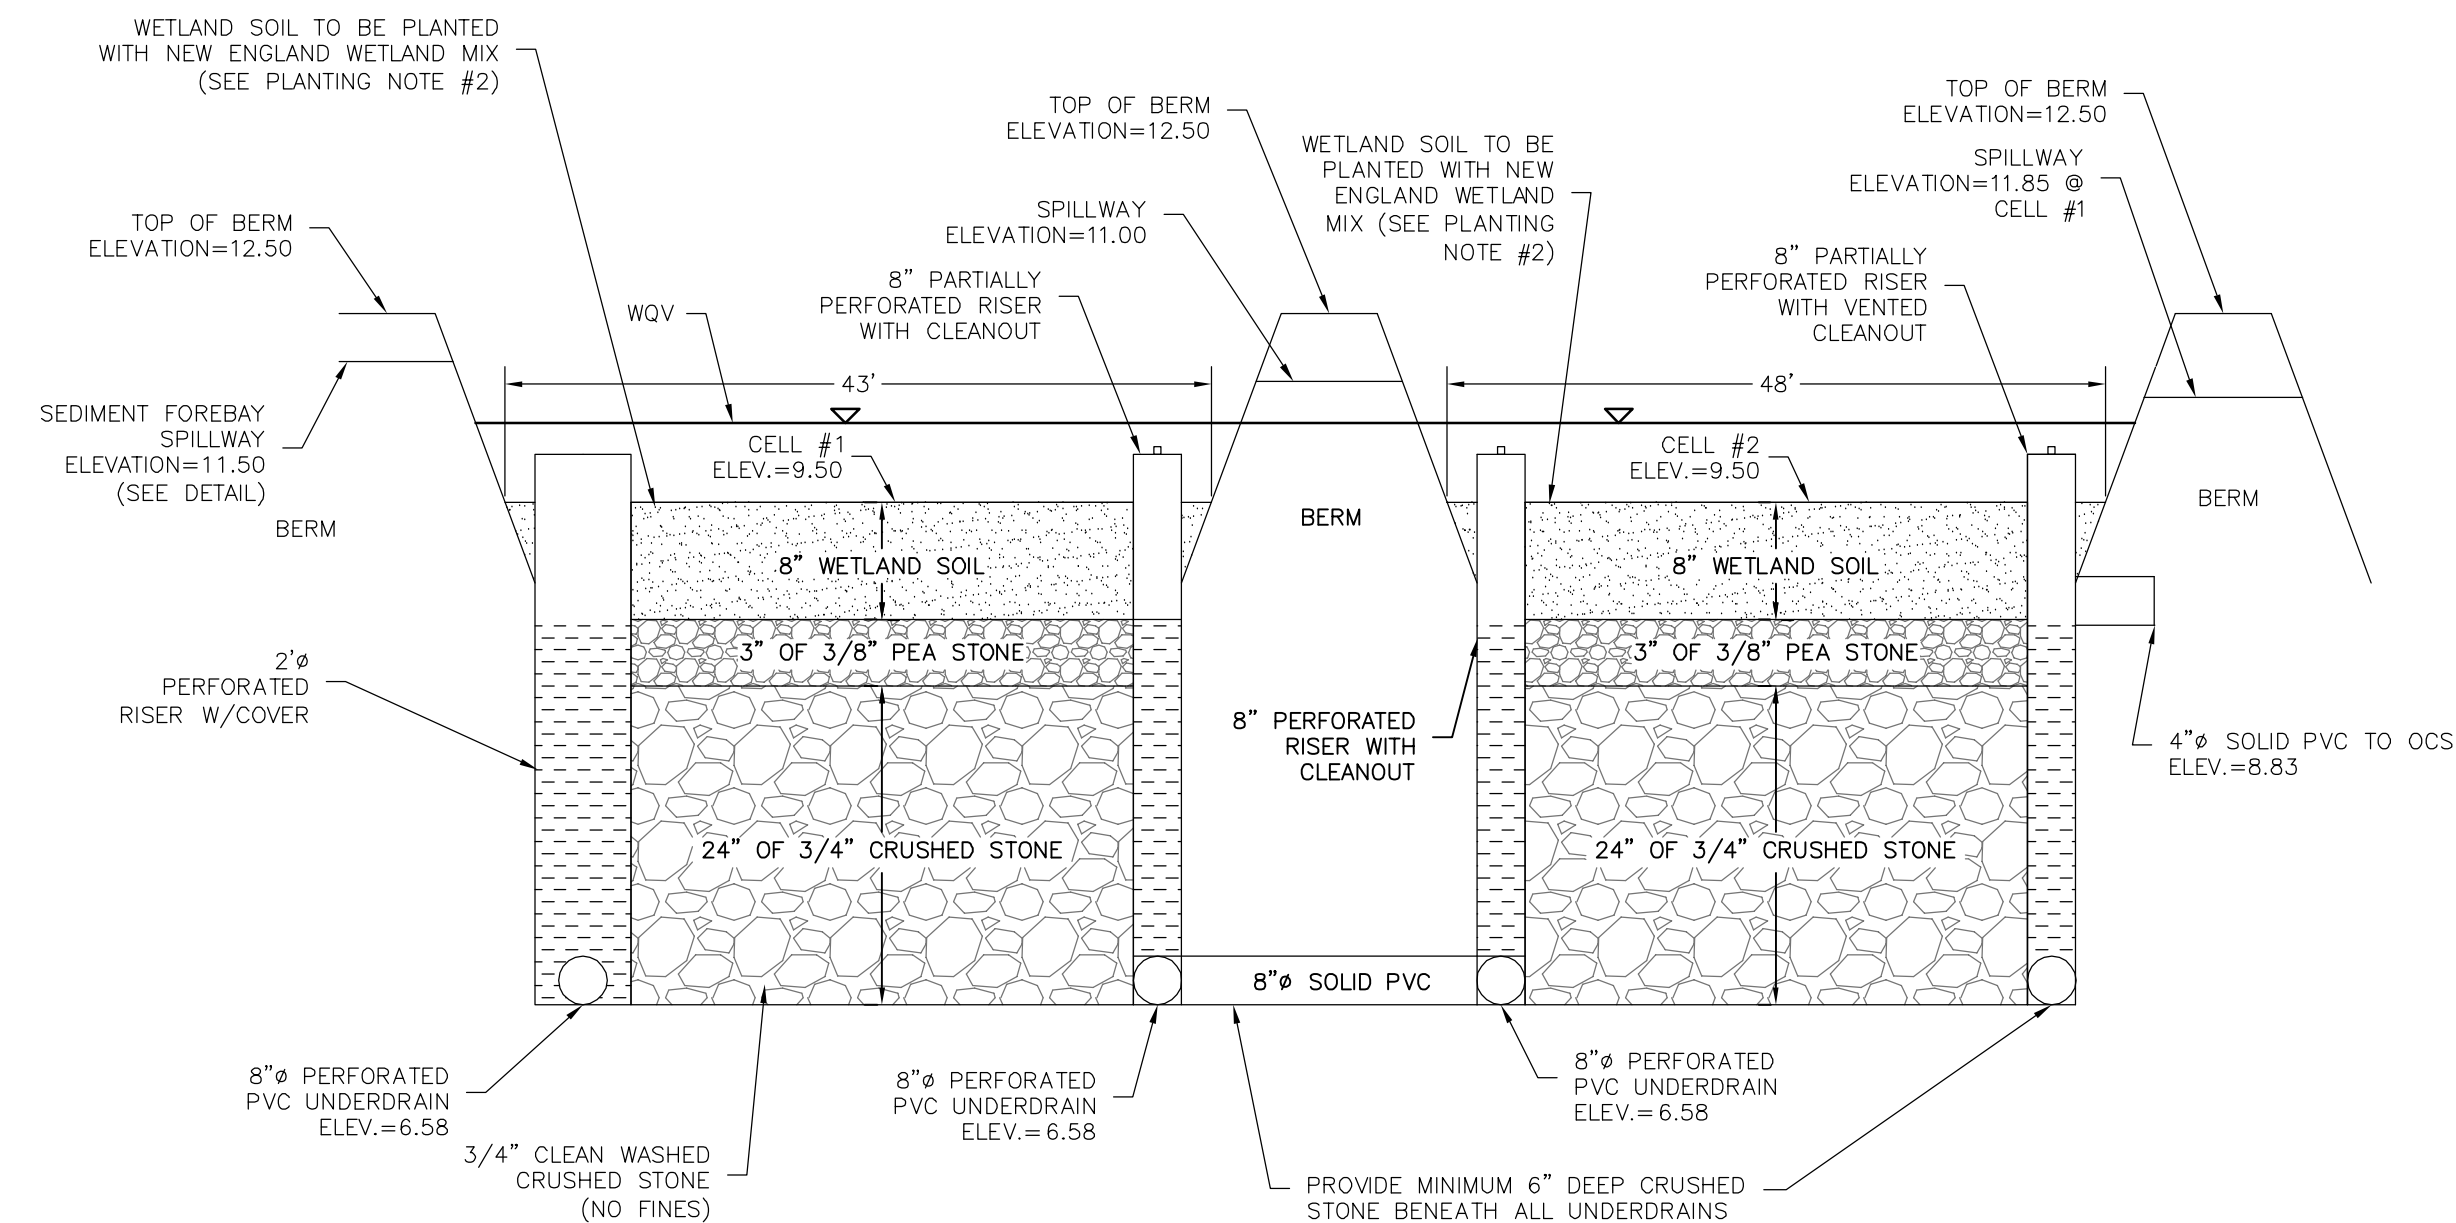 WETLAND SOIL TO BE PLANTED
WITH NEW ENGLAND WETLAND MIX
(SEE PLANTING NOTE #2)
TOP OF BERM
ELEVATION=12.50
SEDIMENT FOREBAY
SPILLWAY
ELEVATION=11.50
(SEE DETAIL)
BERM
WQV
43'
8" PARTIALLY
PERFORATED RISER
WITH CLEANOUT
SPILLWAY
ELEVATION=11.00
TOP OF BERM
ELEVATION=12.50
WETLAND SOIL TO BE
PLANTED WITH NEW
ENGLAND WETLAND
MIX (SEE PLANTING
NOTE #2)
TOP OF BERM
ELEVATION=12.50
SPILLWAY
ELEVATION=11.85 @
CELL #1
8" PARTIALLY
PERFORATED RISER
WITH VENTED
CLEANOUT
48'
CELL #1
ELEV.=9.50
CELL #2
ELEV.=9.50
BERM
BERM
8" WETLAND SOIL
8" WETLAND SOIL
3" OF 3/8" PEA STONE
3" OF 3/8" PEA STONE
2'ø
PERFORATED
RISER W/COVER
8" PERFORATED
RISER WITH
CLEANOUT
4"ø SOLID PVC TO OCS
ELEV.=8.83
24" OF 3/4" CRUSHED STONE
24" OF 3/4" CRUSHED STONE
8"ø SOLID PVC
8"ø PERFORATED
PVC UNDERDRAIN
ELEV.=6.58
3/4" CLEAN WASHED
CRUSHED STONE
(NO FINES)
8"ø PERFORATED
PVC UNDERDRAIN
ELEV.=6.58
8"ø PERFORATED
PVC UNDERDRAIN
ELEV.=6.58
PROVIDE MINIMUM 6" DEEP CRUSHED
STONE BENEATH ALL UNDERDRAINS